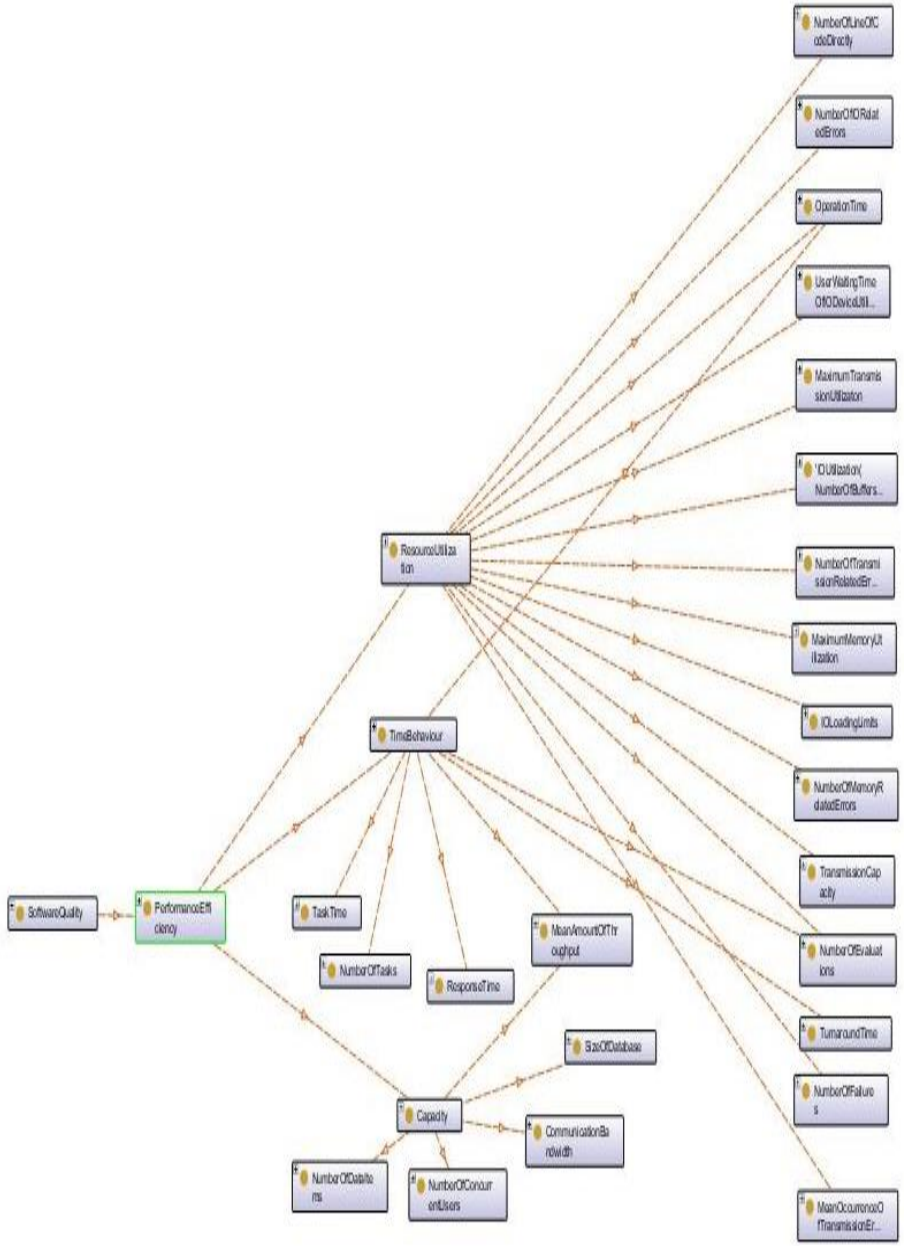 NumberOfLineOfC
odeDirectly
NumberOfIORelat
edErrors
OperationTime
UserWaitingTime
OfIODeviceUtili...
MaximumTransmis
sionUtilizaton
'IOUtilization(
NumberOfBuffers...
ResourceUtiliza
tion
NumberOfTransmi
ssionRelatedErr...
MaximumMemoryUt
ilization
IOLoadingLimits
TimeBehaviour
NumberOfMemoryR
elatedErrors
TransmissionCap
acity
SoftwareQuality
PerformanceEffi
ciency
TaskTime
MeanAmountOfThr
oughput
NumberOfEvaluat
ions
NumberOfTasks
ResponseTime
TurnaroundTime
SizeOfDatabase
NumberOfFailure
s
Capacity
CommunicationBa
ndwidth
NumberOfDataIte
ms
NumberOfConcurr
entUsers
MeanOccurrenceO
fTransmissionEr...